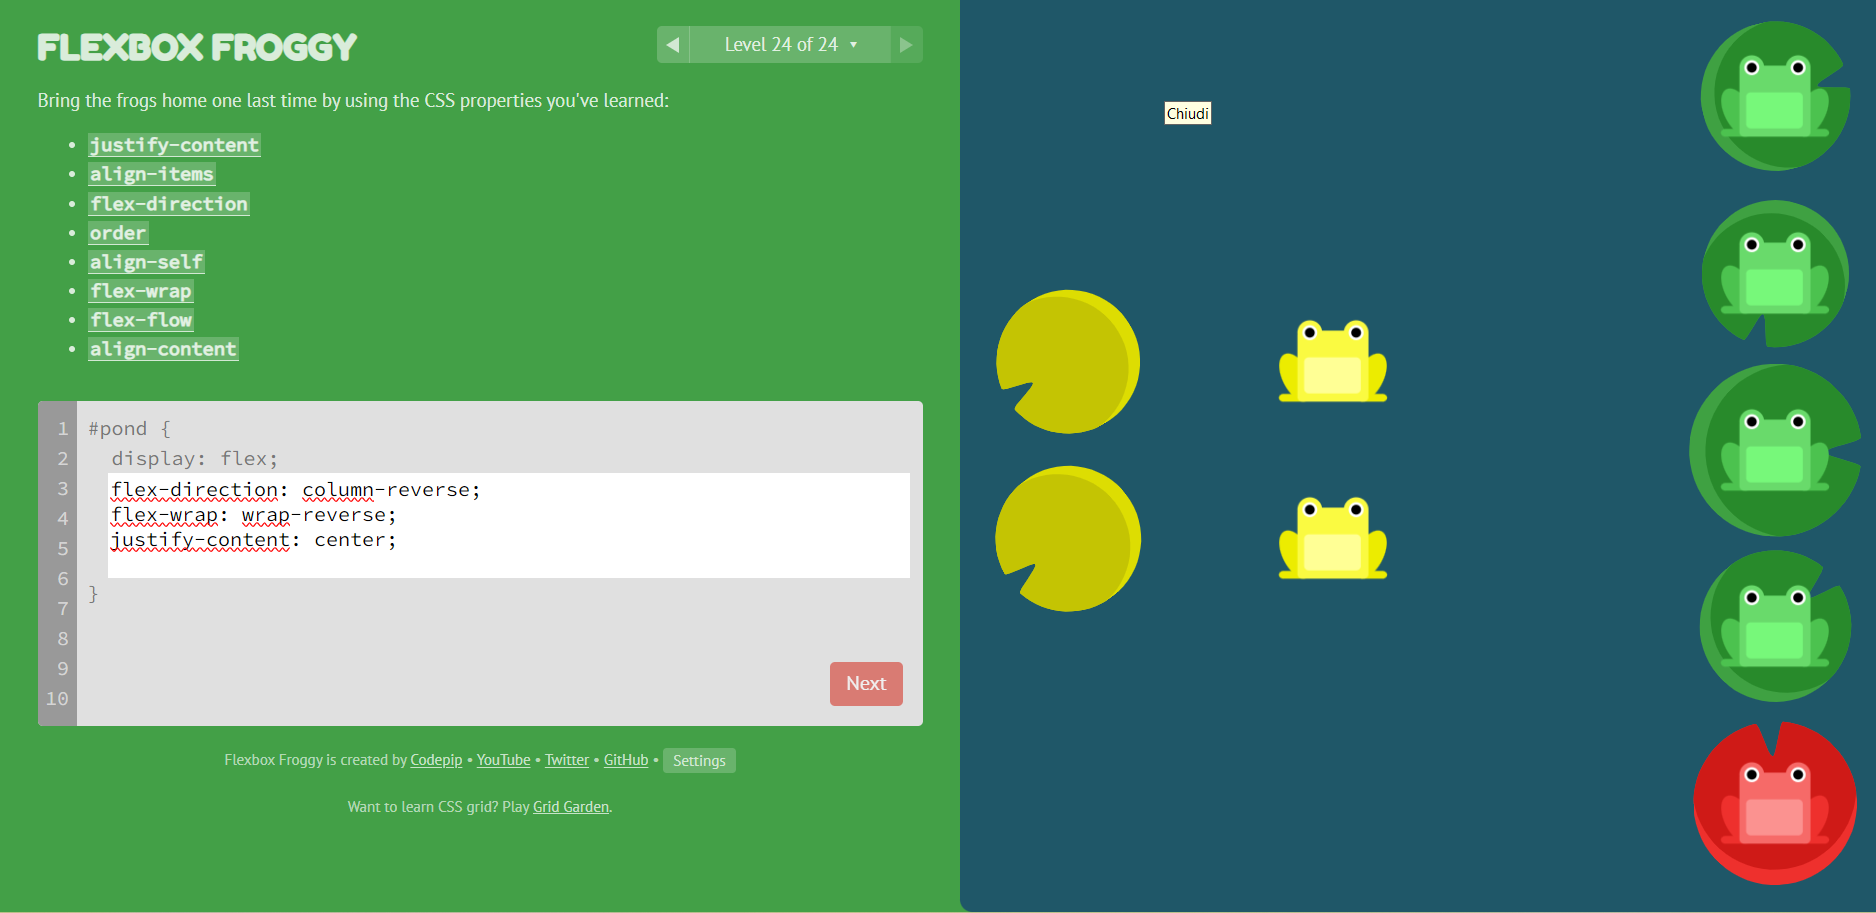 FLEXBOX FROGGY
◀ Level 24 of 24 ▼ ▶
Bring the frogs home one last time by using the CSS properties you've learned:
• justify-content
• align-items
• flex-direction
• order
• align-self
• flex-wrap
• flex-flow
• align-content
1 #pond {
2 display: flex;
3 flex-direction: column-reverse;
4 flex-wrap: wrap-reverse;
5 justify-content: center;
6 }
7
8
9
10
Next
Flexbox Froggy is created by Codepip • YouTube • Twitter • GitHub • Settings
Want to learn CSS grid? Play Grid Garden.
Chiudi